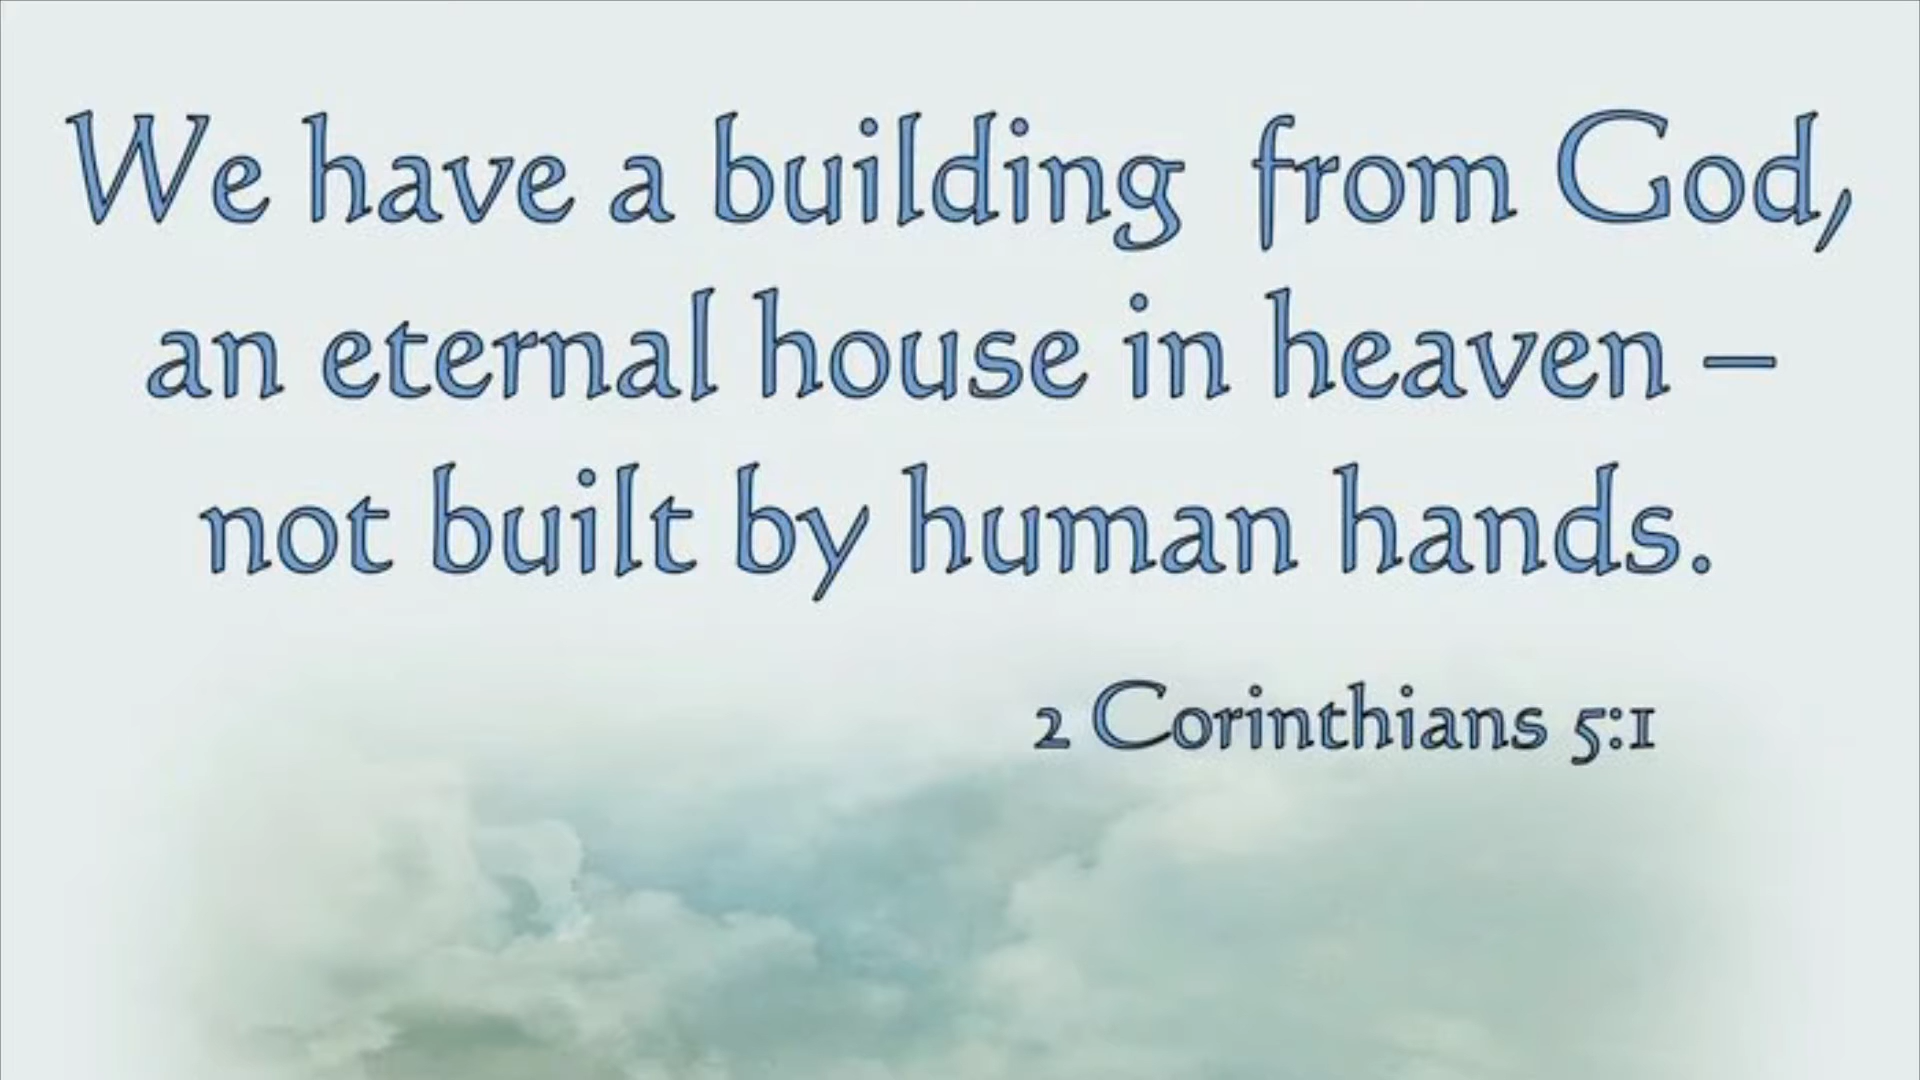 We have a building from God,
an eternal house in heaven –
not built by human hands.
2 Corinthians 5:1